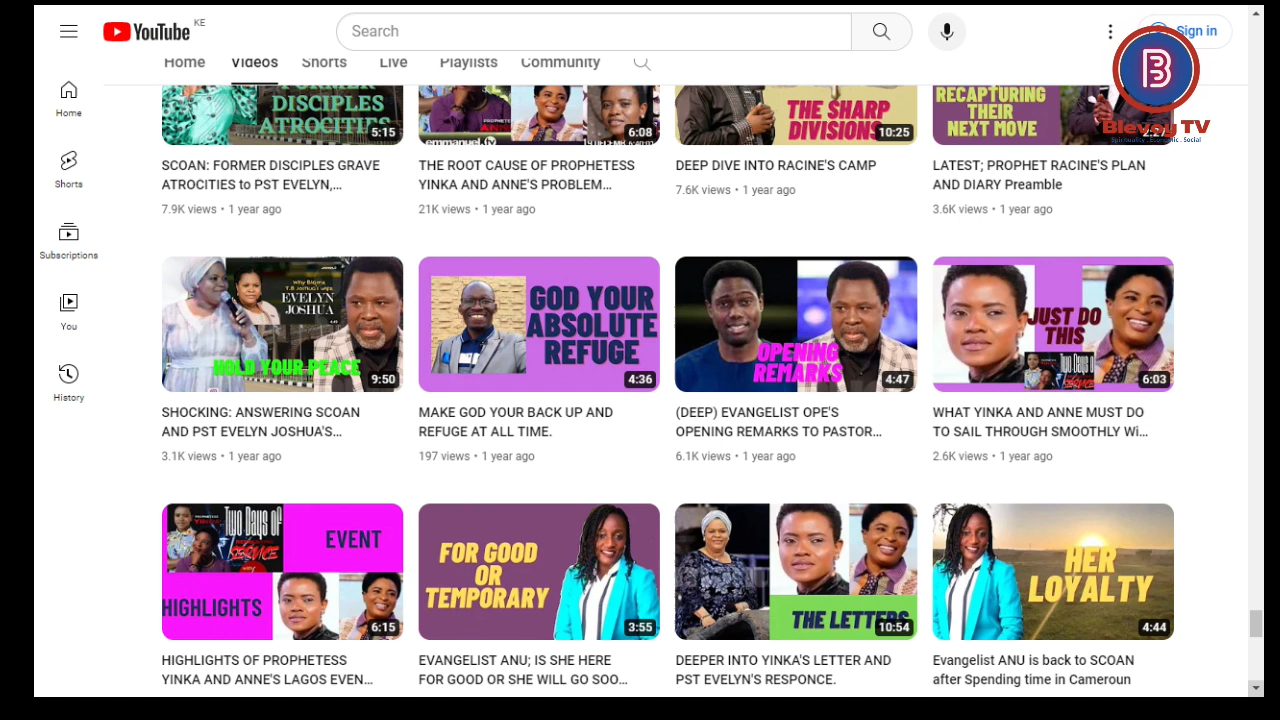 YouTube KE
Search
Sign in
Home Videos Shorts Live Playlists Community
Home
Shorts
Subscriptions
You
History
DISCIPLES
ATROCITIES
5:15
SCOAN: FORMER DISCIPLES GRAVE
ATROCITIES to PST EVELYN,...
7.9K views • 1 year ago
6:08
THE ROOT CAUSE OF PROPHETESS
YINKA AND ANNE'S PROBLEM...
21K views • 1 year ago
THE SHARP
DIVISIONS
10:25
DEEP DIVE INTO RACINE'S CAMP
7.6K views • 1 year ago
RECAPTURING
THEIR
NEXT MOVE
2:27
LATEST; PROPHET RACINE'S PLAN
AND DIARY Preamble
3.6K views • 1 year ago
B
Blevoy TV
EVELYN
JOSHUA
HOLD YOUR PEACE
9:50
SHOCKING: ANSWERING SCOAN
AND PST EVELYN JOSHUA'S...
3.1K views • 1 year ago
GOD YOUR
ABSOLUTE
REFUGE
4:36
MAKE GOD YOUR BACK UP AND
REFUGE AT ALL TIME.
197 views • 1 year ago
OPENING
REMARKS
4:47
(DEEP) EVANGELIST OPE'S
OPENING REMARKS TO PASTOR...
6.1K views • 1 year ago
JUST DO
THIS
6:03
WHAT YINKA AND ANNE MUST DO
TO SAIL THROUGH SMOOTHLY Wi...
2.6K views • 1 year ago
Two Days of
EVENT
HIGHLIGHTS
6:15
HIGHLIGHTS OF PROPHETESS
YINKA AND ANNE'S LAGOS EVEN...
FOR GOOD
OR
TEMPORARY
3:55
EVANGELIST ANU; IS SHE HERE
FOR GOOD OR SHE WILL GO SOO...
THE LETTERS
10:54
DEEPER INTO YINKA'S LETTER AND
PST EVELYN'S RESPONCE.
HER
LOYALTY
4:44
Evangelist ANU is back to SCOAN
after Spending time in Cameroun